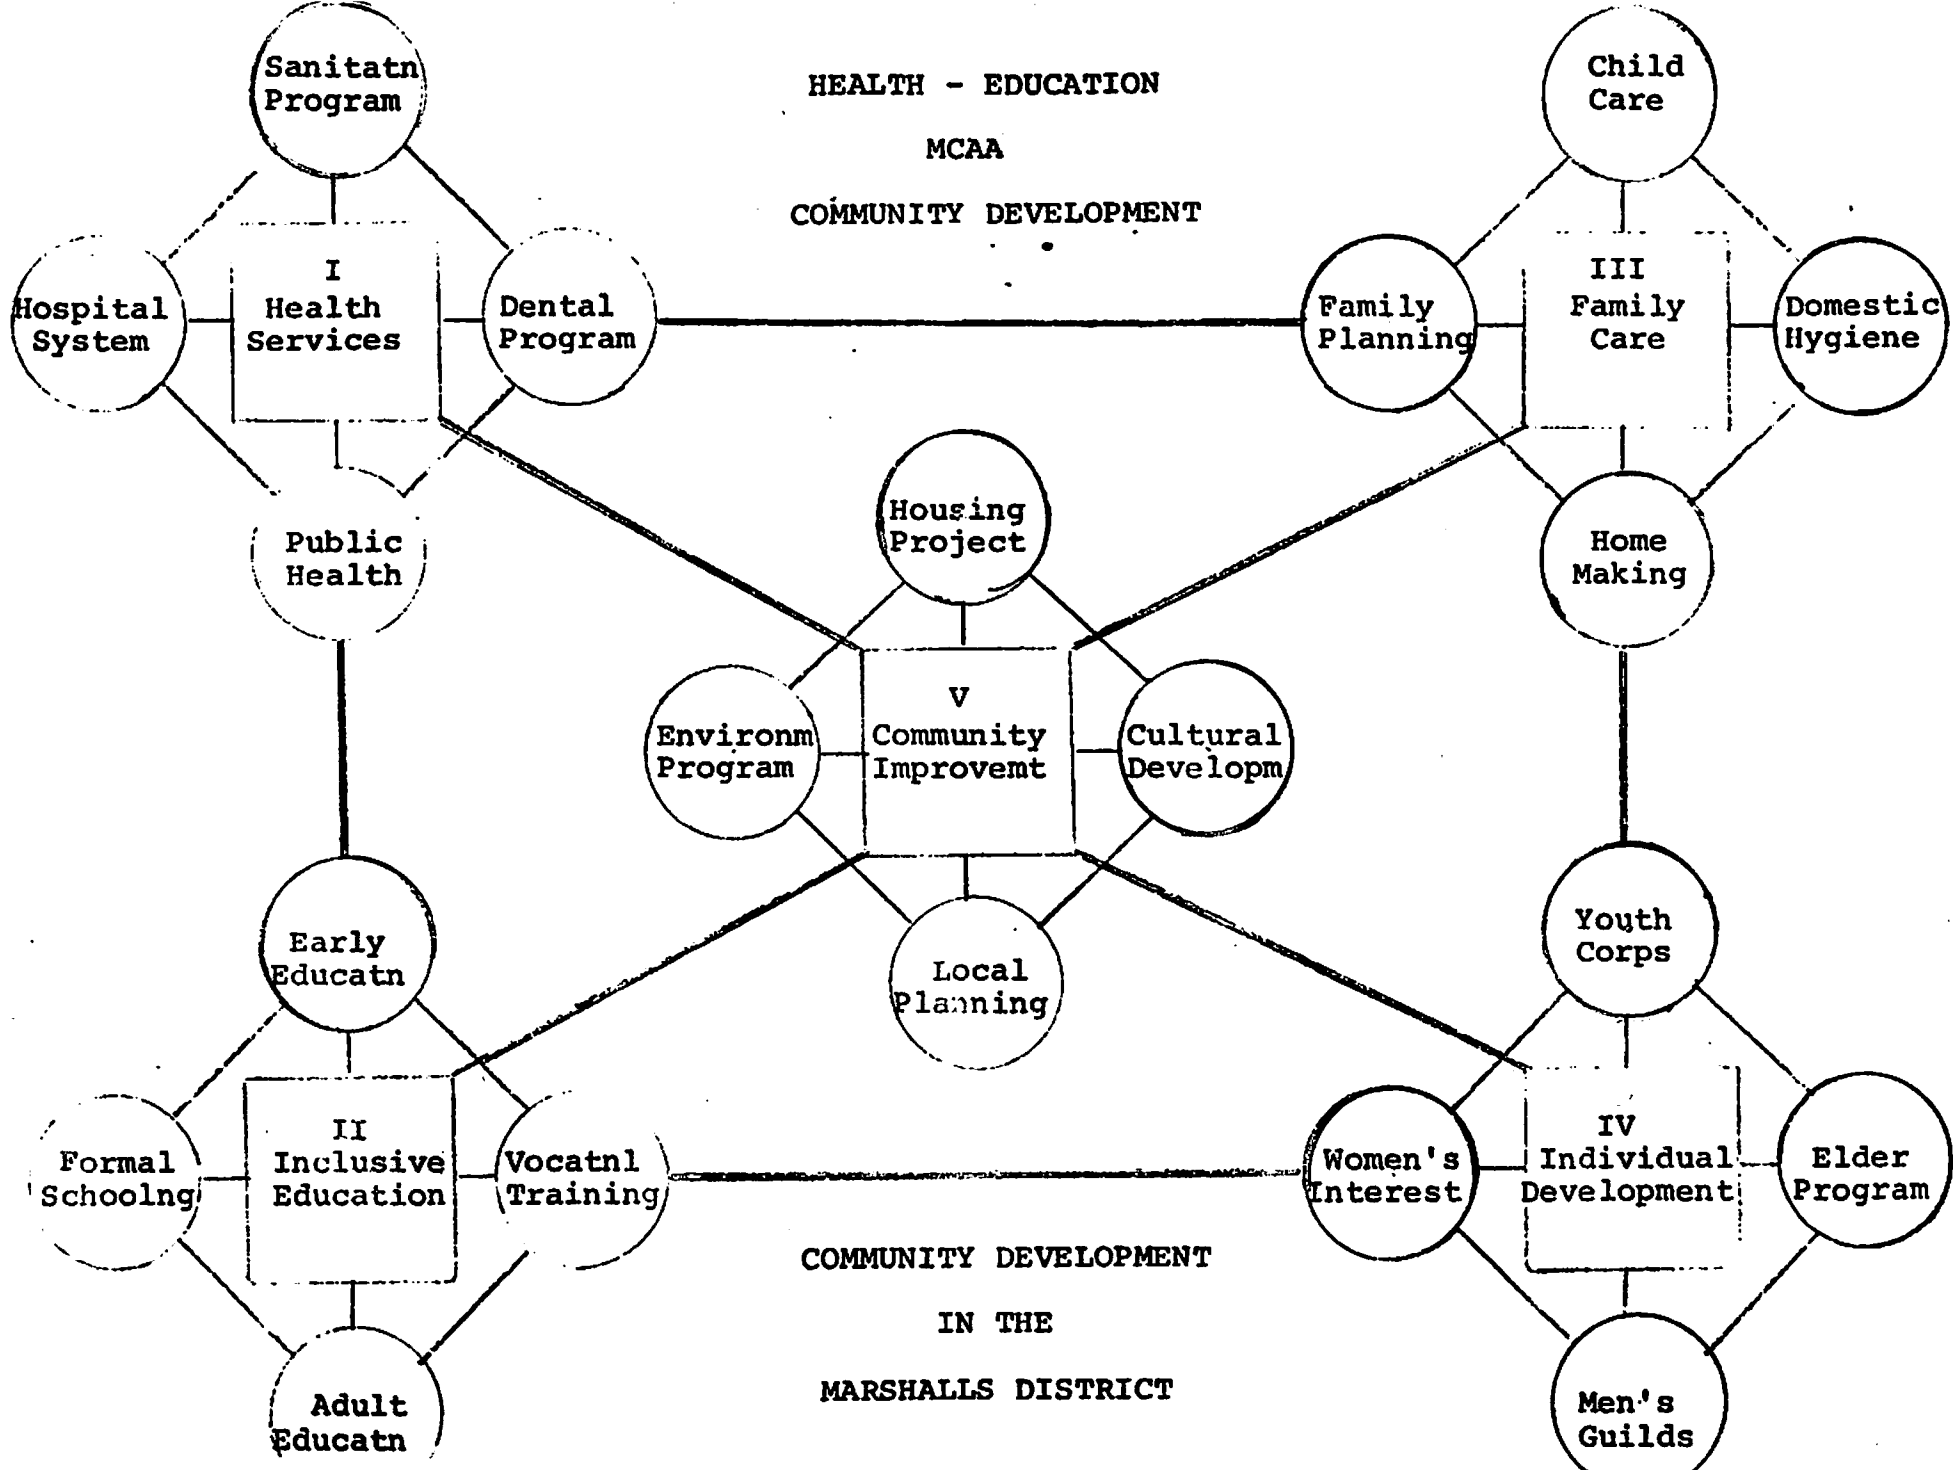 HEALTH - EDUCATION
MCAA
COMMUNITY DEVELOPMENT
Sanitatn
Program
Hospital
System
I
Health
Services
Dental
Program
Public
Health
Child
Care
Family
Planning
III
Family
Care
Domestic
Hygiene
Home
Making
Housing
Project
Environm
Program
V
Community
Improvemt
Cultural
Developm
Local
Planning
Early
Educatn
Formal
Schoolng
II
Inclusive
Education
Vocatnl
Training
Adult
Educatn
Youth
Corps
Women's
Interest
IV
Individual
Development
Elder
Program
Men's
Guilds
COMMUNITY DEVELOPMENT
IN THE
MARSHALLS DISTRICT